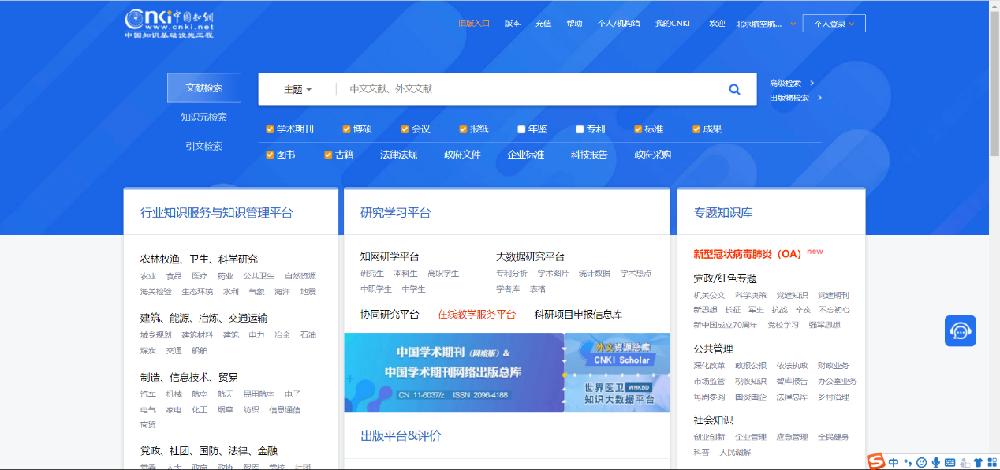 cnki中国知网
www.cnki.net
中国知识基础设施工程
旧版入口 版本 充值 帮助 个人/机构馆 我的CNKI 欢迎 北京航空航... 个人登录
文献检索
知识元检索
引文检索
主题 中文文献、外文文献
高级检索
出版物检索
学术期刊 博硕 会议 报纸 年鉴 专利 标准 成果
图书 古籍 法律法规 政府文件 企业标准 科技报告 政府采购
行业知识服务与知识管理平台
农林牧渔、卫生、科学研究
农业 食品 医疗 药业 公共卫生 自然资源
海关检验 生态环境 水利 气象 海洋 地震
建筑、能源、冶炼、交通运输
城乡规划 建筑材料 建筑 电力 冶金 石油
煤炭 交通 船舶
制造、信息技术、贸易
汽车 机械 航空 航天 民用航空 电子
电气 家电 化工 烟草 纺织 信息通信
商贸
党政、社团、国防、法律、金融
党委 人大 政府 政协 智库 党校 社团
研究学习平台
知网研学平台
研究生 本科生 高职学生
中职学生 中学生
大数据研究平台
专利分析 学术图片 统计数据 学术热点
学者库 表格
协同研究平台 在线教学服务平台 科研项目申报信息库
中国学术期刊（网络版）&
中国学术期刊网络出版总库
CN 11-6037/z ISSN 2096-4188
外文资源总库
CNKI Scholar
世界医卫 WHKBD
知识大数据平台
出版平台&评价
专题知识库
新型冠状病毒肺炎（OA）new
党政/红色专题
机关公文 科学决策 党建知识 党建期刊
新思想 长征 军史 抗战 辛亥 不忘初心
新中国成立70周年 党校学习 强军思想
公共管理
深化改革 政报公报 依法执政 财政业务
市场监管 税收知识 智库报告 办公室业务
每周参阅 国资国企 法律总库 乡村治理
社会知识
创业创新 企业管理 应急管理 全民健身
科普 人民调解
S中